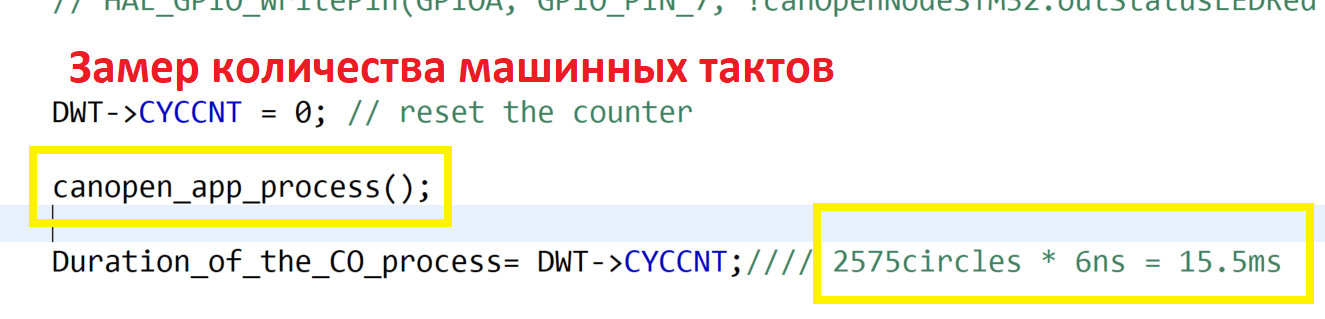 // HAL_GPIO_WritePin(GPIOA, GPIO_PIN_7, !canOpenNodeSTM32.outStatusLEDRed
Замер количества машинных тактов
DWT->CYCCNT = 0; // reset the counter
canopen_app_process();
Duration_of_the_CO_process= DWT->CYCCNT;//// 2575circles * 6ns = 15.5ms